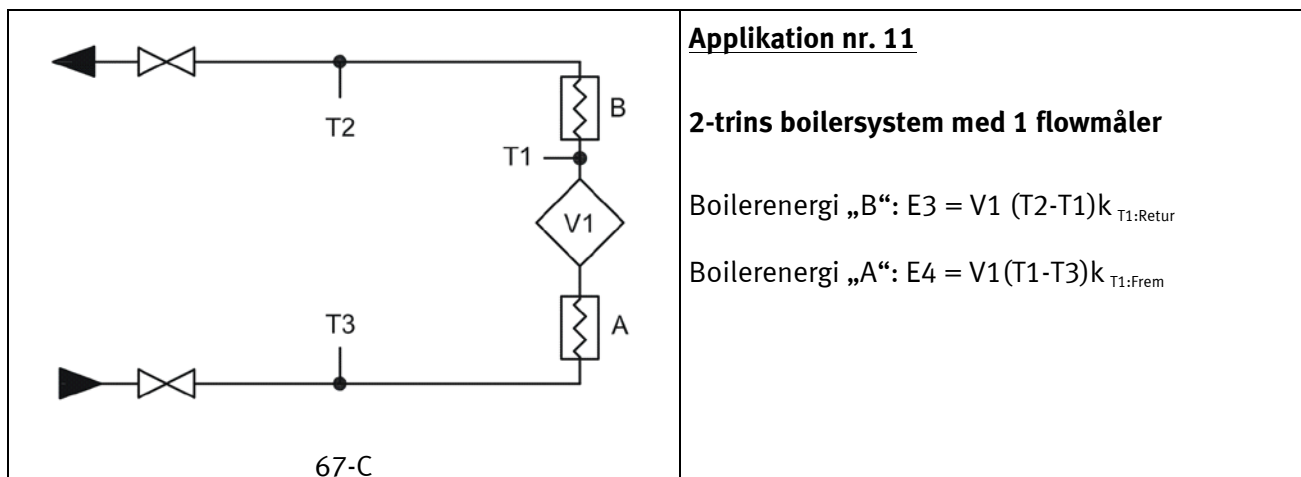 T2
B
T1
V1
T3
A
67-C
Applikation nr. 11
2-trins boilersystem med 1 flowmåler
Boilerenergi „B“: E3 = V1 (T2-T1)k T1:Retur
Boilerenergi „A“: E4 = V1(T1-T3)k T1:Frem